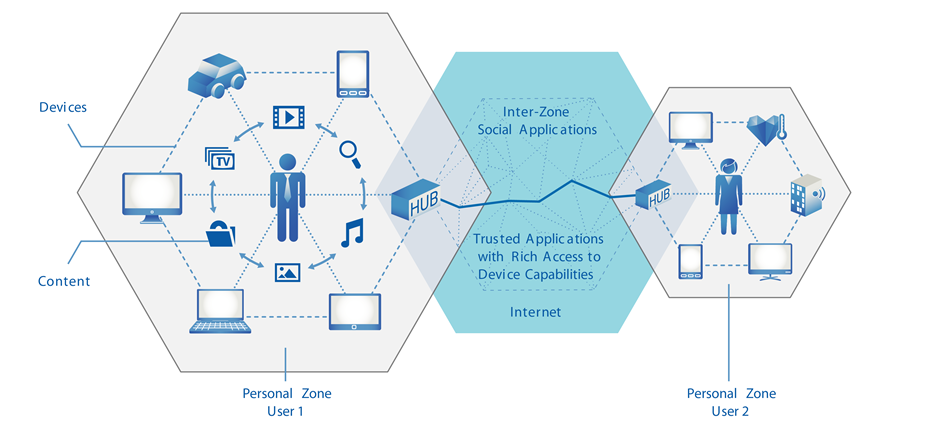 Devices
Content
TV
HUB
Inter-Zone
Social Applications
Trusted Applications
with Rich Access to
Device Capabilities
Internet
HUB
Personal Zone
User 1
Personal Zone
User 2